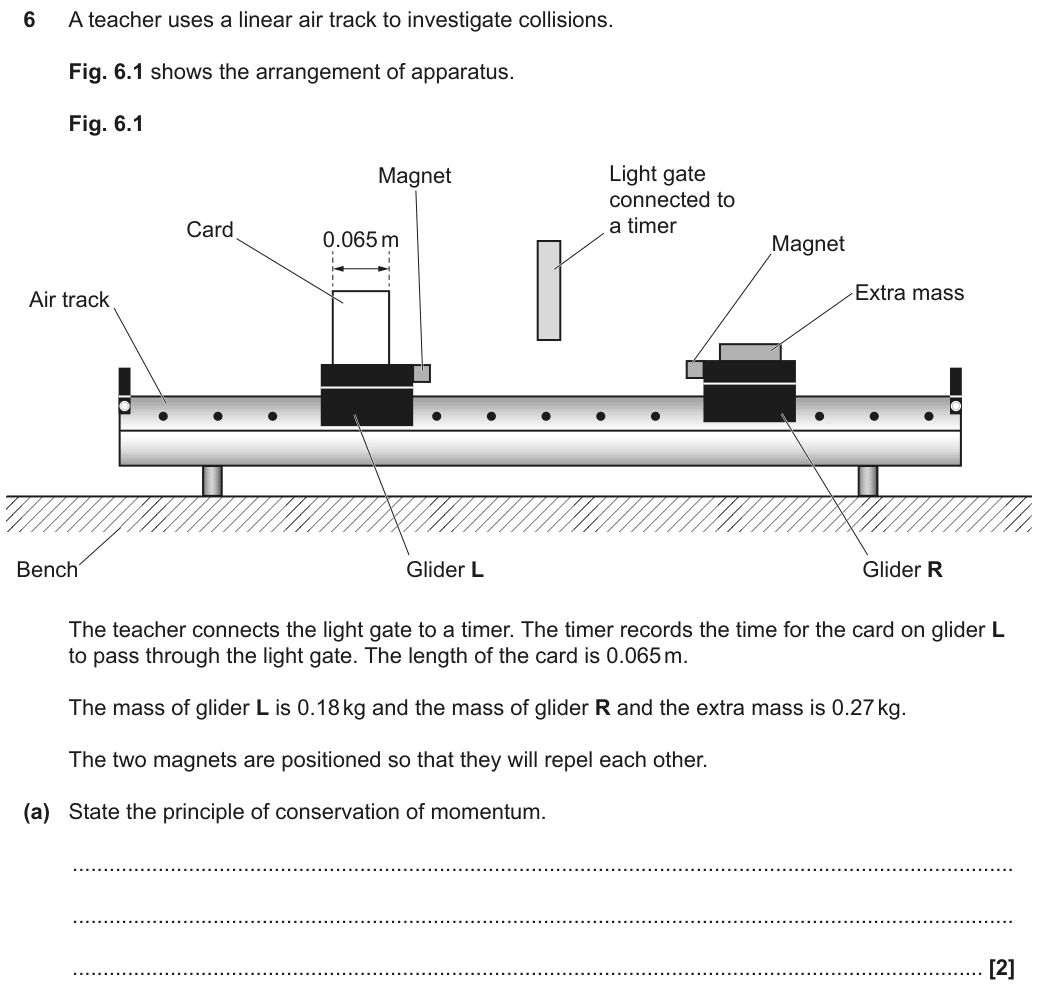 6 A teacher uses a linear air track to investigate collisions.
Fig. 6.1 shows the arrangement of apparatus.
Fig. 6.1
Magnet
Light gate
connected to
a timer
Card
0.065 m
Magnet
Air track
Extra mass
Bench
Glider L
Glider R
The teacher connects the light gate to a timer. The timer records the time for the card on glider L
to pass through the light gate. The length of the card is 0.065 m.
The mass of glider L is 0.18 kg and the mass of glider R and the extra mass is 0.27 kg.
The two magnets are positioned so that they will repel each other.
(a) State the principle of conservation of momentum.
[2]